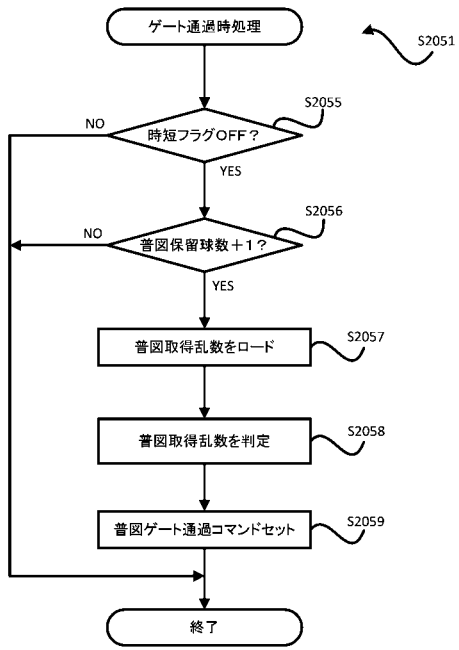 ゲート通過時処理
S2051
S2055
時短フラグOFF?
NO
YES
S2056
普図保留球数+1?
NO
YES
普図取得乱数をロード
S2057
普図取得乱数を判定
S2058
普図ゲート通過コマンドセット
S2059
終了